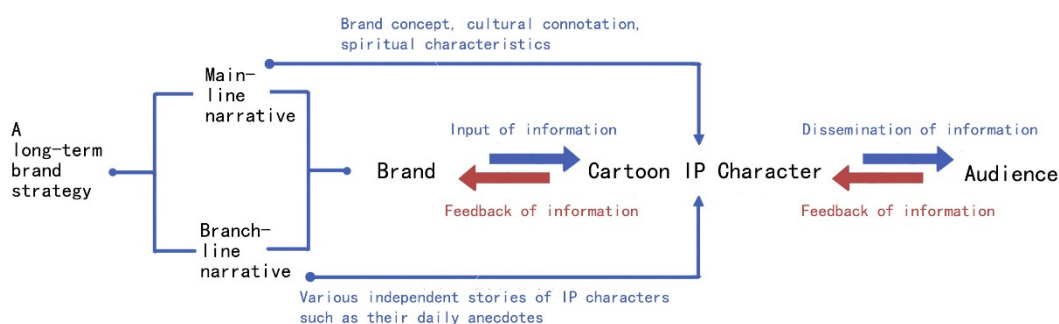 Brand concept, cultural connotation,
spiritual characteristics
Main-
line
narrative
A
long-term
brand
strategy
Input of information
Dissemination of information
Brand
Cartoon IP Character
Audience
Feedback of information
Feedback of information
Branch-
line
narrative
Various independent stories of IP characters
such as their daily anecdotes